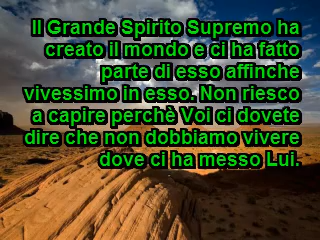 Il Grande Spirito Supremo ha
creato il mondo e ci ha fatto
parte di esso affinche
vivessimo in esso. Non riesco
a capire perchè Voi ci dovete
dire che non dobbiamo vivere
dove ci ha messo Lui.